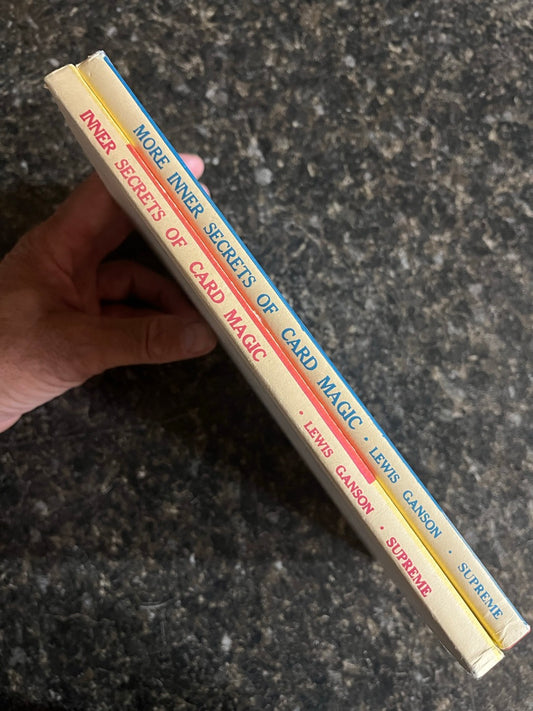 MORE INNER SECRETS OF CARD MAGIC · LEWIS GANSON · SUPREME
INNER SECRETS OF CARD MAGIC · LEWIS GANSON · SUPREME